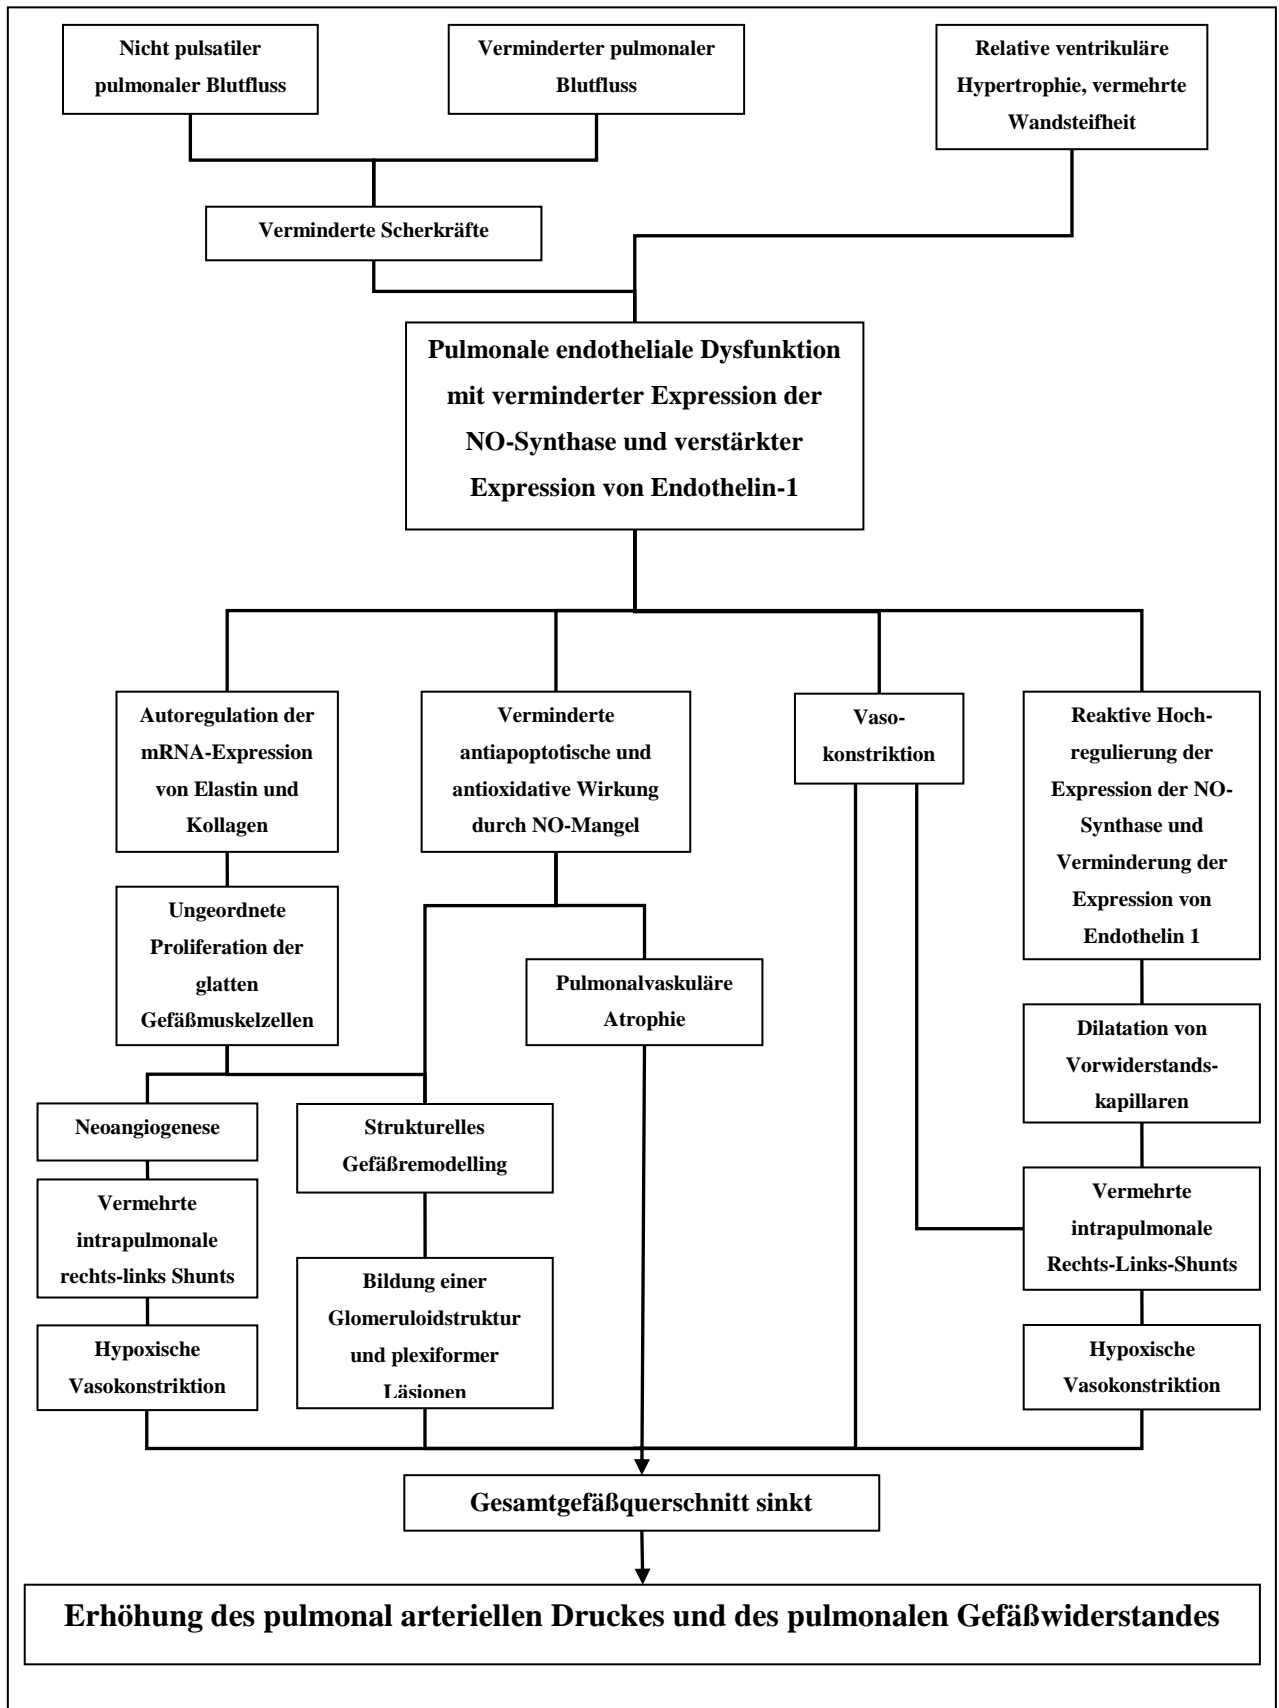 Nicht pulsatiler
pulmonaler Blutfluss
Verminderter pulmonaler
Blutfluss
Relative ventrikuläre
Hypertrophie, vermehrte
Wandsteifheit
Verminderte Scherkräfte
Pulmonale endotheliale Dysfunktion
mit verminderter Expression der
NO-Synthase und verstärkter
Expression von Endothelin-1
Autoregulation der
mRNA-Expression
von Elastin und
Kollagen
Verminderte
antiapoptotische und
antioxidative Wirkung
durch NO-Mangel
Vaso-
konstriktion
Reaktive Hoch-
regulierung der
Expression der NO-
Synthase und
Verminderung der
Expression von
Endothelin 1
Ungeordnete
Proliferation der
glatten
Gefäßmuskelzellen
Pulmonalvaskuläre
Atrophie
Dilatation von
Vorwiderstands-
kapillaren
Neoangiogenese
Strukturelles
Gefäßremodelling
Vermehrte
intrapulmonale
rechts-links Shunts
Vermehrte
intrapulmonale
Rechts-Links-Shunts
Bildung einer
Glomeruloidstruktur
und plexiformer
Läsionen
Hypoxische
Vasokonstriktion
Hypoxische
Vasokonstriktion
Gesamtgefäßquerschnitt sinkt
Erhöhung des pulmonal arteriellen Druckes und des pulmonalen Gefäßwiderstandes